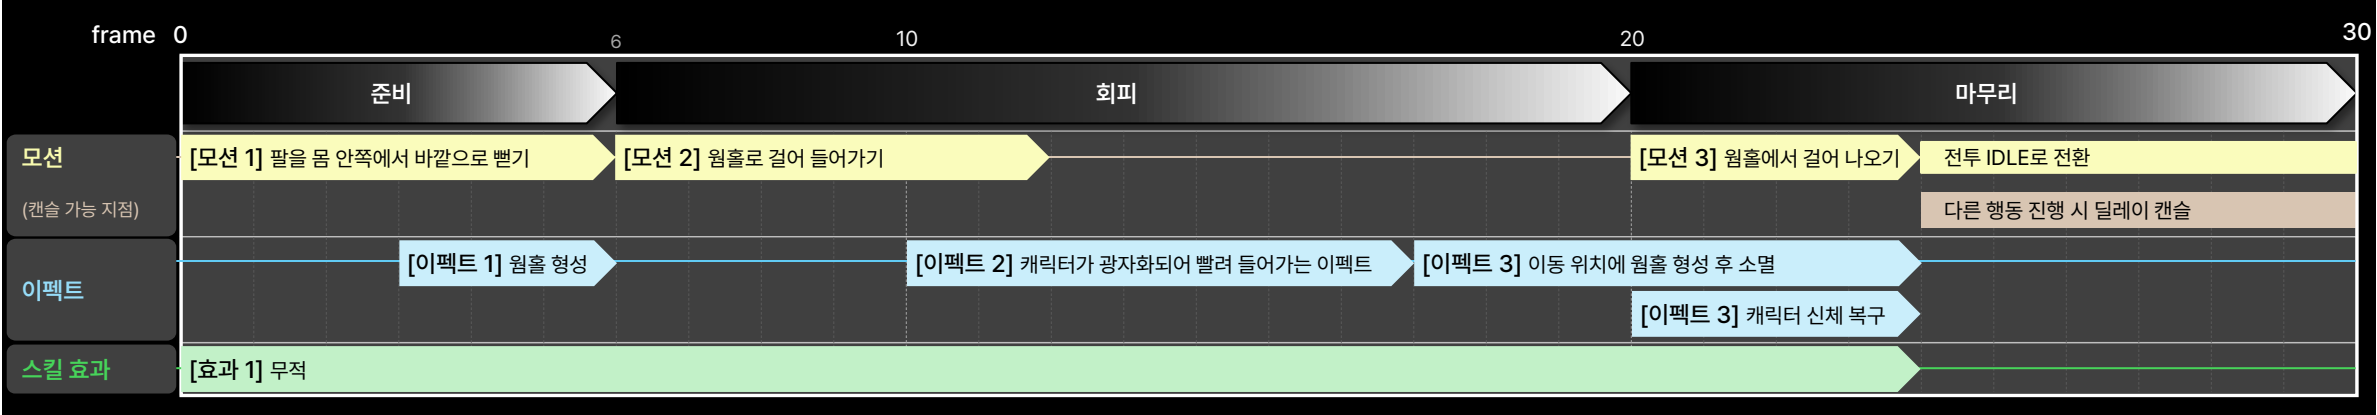 frame 0 6 10 20 30
준비 회피 마무리
모션 [모션 1] 팔을 몸 안쪽에서 바깥으로 뻗기 [모션 2] 웜홀로 걸어 들어가기 [모션 3] 웜홀에서 걸어 나오기 전투 IDLE로 전환
(캔슬 가능 지점) 다른 행동 진행 시 딜레이 캔슬
[이펙트 1] 웜홀 형성 [이펙트 2] 캐릭터가 광자화되어 빨려 들어가는 이펙트 [이펙트 3] 이동 위치에 웜홀 형성 후 소멸
이펙트
[이펙트 3] 캐릭터 신체 복구
스킬 효과 [효과 1] 무적